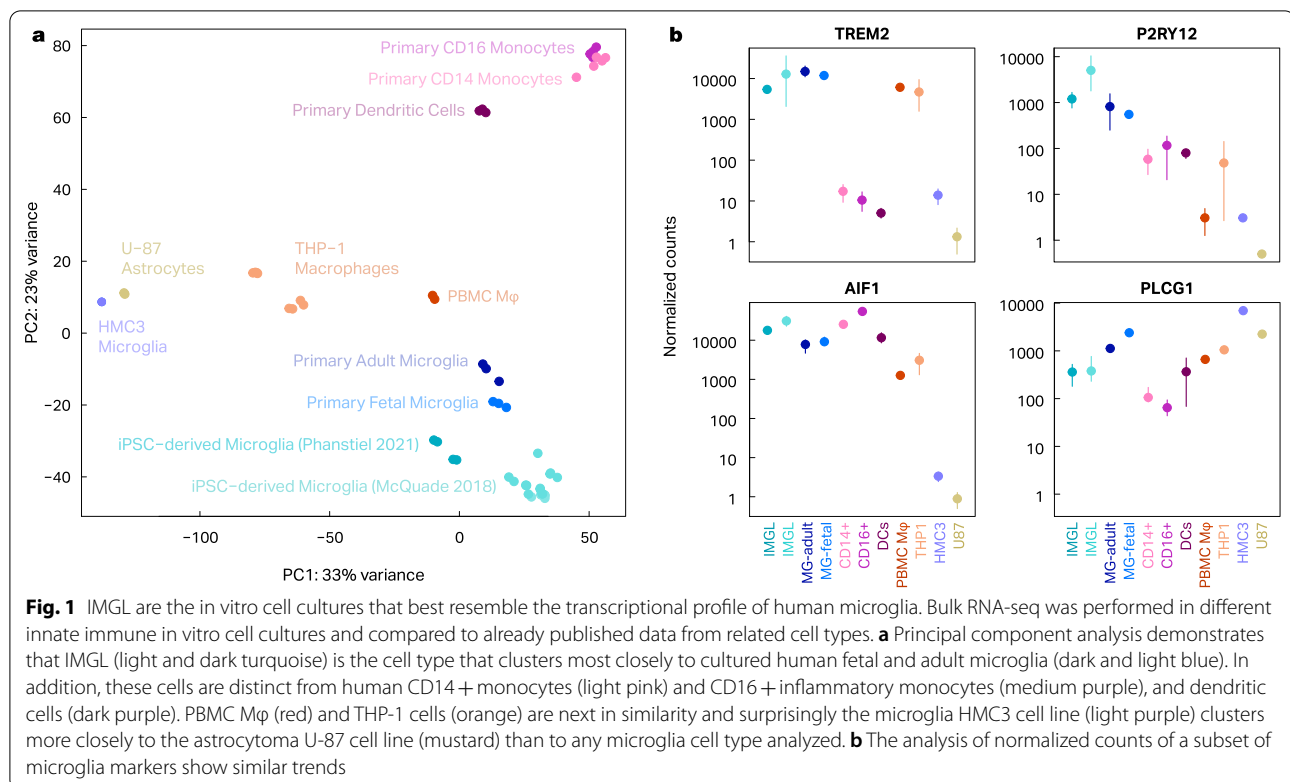 a
80
60
40
20
0
−20
−40
PC2: 23% variance
Primary CD16 Monocytes
Primary CD14 Monocytes
Primary Dendritic Cells
U−87
Astrocytes
THP−1
Macrophages
PBMC Mφ
HMC3
Microglia
Primary Adult Microglia
Primary Fetal Microglia
iPSC−derived Microglia (Phanstiel 2021)
iPSC−derived Microglia (McQuade 2018)
−100
−50
0
50
PC1: 33% variance
b
Normalized counts
TREM2
10000
1000
100
10
1
P2RY12
10000
1000
100
10
1
AIF1
10000
1000
100
10
1
PLCG1
10000
1000
100
10
1
IMGL
IMGL
MG-adult
MG-fetal
CD14+
CD16+
DCs
PBMC Mφ
THP1
HMC3
U87
IMGL
IMGL
MG-adult
MG-fetal
CD14+
CD16+
DCs
PBMC Mφ
THP1
HMC3
U87
Fig. 1 IMGL are the in vitro cell cultures that best resemble the transcriptional profile of human microglia. Bulk RNA-seq was performed in different
innate immune in vitro cell cultures and compared to already published data from related cell types. a Principal component analysis demonstrates
that IMGL (light and dark turquoise) is the cell type that clusters most closely to cultured human fetal and adult microglia (dark and light blue). In
addition, these cells are distinct from human CD14 + monocytes (light pink) and CD16 + inflammatory monocytes (medium purple), and dendritic
cells (dark purple). PBMC Mφ (red) and THP-1 cells (orange) are next in similarity and surprisingly the microglia HMC3 cell line (light purple) clusters
more closely to the astrocytoma U-87 cell line (mustard) than to any microglia cell type analyzed. b The analysis of normalized counts of a subset of
microglia markers show similar trends